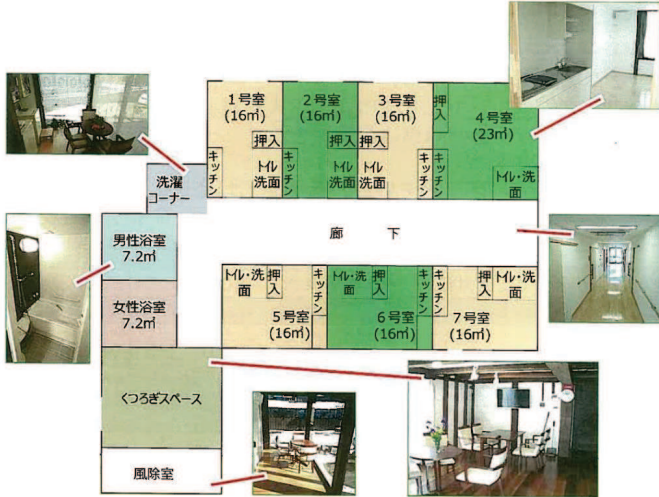 1号室
(16㎡)
押入
キッチン
トイレ
洗面
2号室
(16㎡)
押入
キッチン
トイレ
洗面
3号室
(16㎡)
押入
キッチン
トイレ
洗面
押入
4号室
(23㎡)
キッチン
トイレ・洗面
洗濯
コーナー
男性浴室
7.2㎡
女性浴室
7.2㎡
廊 下
トイレ・洗面
押入
キッチン
5号室
(16㎡)
トイレ・洗面
押入
キッチン
6号室
(16㎡)
キッチン
押入
トイレ・洗面
7号室
(16㎡)
くつろぎスペース
風除室